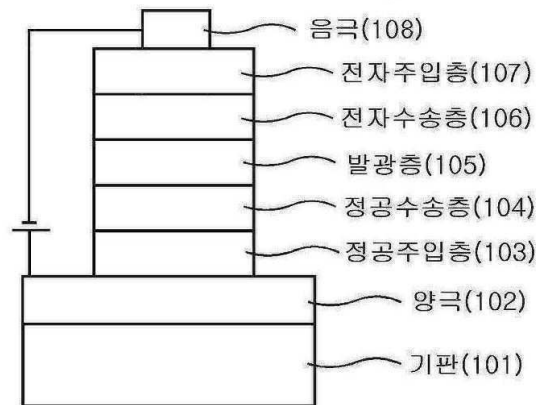 음극(108)
전자주입층(107)
전자수송층(106)
발광층(105)
정공수송층(104)
정공주입층(103)
양극(102)
기판(101)